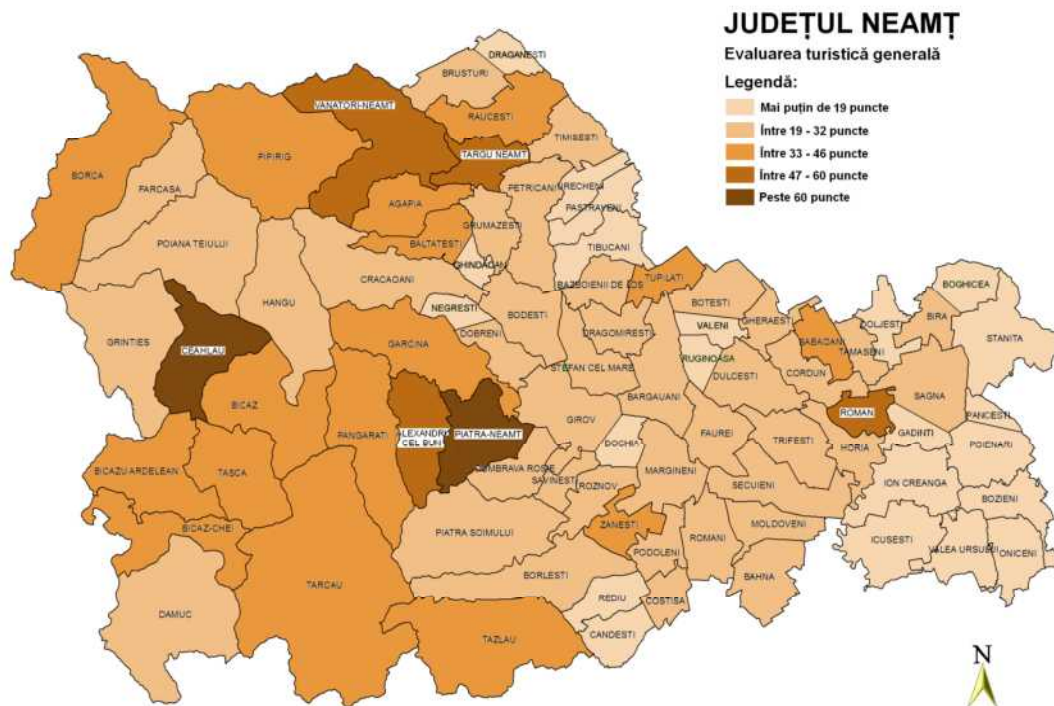 JUDEȚUL NEAMȚ
Evaluarea turistică generală
Legendă:
Mai puțin de 19 puncte
Între 19 - 32 puncte
Între 33 - 46 puncte
Între 47 - 60 puncte
Peste 60 puncte
DRAGANESTI
BRUSTURI
VANATORI-NEAMT
RAUCESTI
TIMISESTI
PIPIRIG
TARGU NEAMT
BORCA
FARCASA
PETRICANI
URECHENI
AGAPIA
PASTRAVENI
GRUMAZESTI
POIANA TEIULUI
BALTATESTI
TIBUCANI
GHINDAOANI
CRACAOANI
RAZBOIENII DE JOS
TUPILATI
BOGHICEA
HANGU
NEGRESTI
BOTESTI
BODESTI
GHERAESTI
DOLJESTI
BIRA
VALENI
DOBRENI
DRAGOMIRESTI
STANITA
GRINTIES
CEAHLAU
GARCINA
SABAOANI
TAMASENI
RUGINOASA
STEFAN CEL MARE
DULCESTI
CORDUN
BICAZ
BARGAUANI
SAGNA
ROMAN
PANCESTI
GIROV
PANGARATI
ALEXANDRU
CEL BUN
PIATRA-NEAMT
FAUREI
GADINTI
DOCHIA
TRIFESTI
HORIA
POIENARI
BICAZU-ARDELEAN
TASCA
DUMBRAVA ROSIE
MARGINENI
SAVINESTI
ROZNOV
SECUIENI
ION CREANGA
BOZIENI
BICAZ-CHEI
ZANESTI
MOLDOVENI
PIATRA SOIMULUI
ROMANI
ICUSESTI
VALEA URSULUI
ONICENI
PODOLENI
BORLESTI
BAHNA
TARCAU
REDIU
COSTISA
DAMUC
CANDESTI
TAZLAU
N